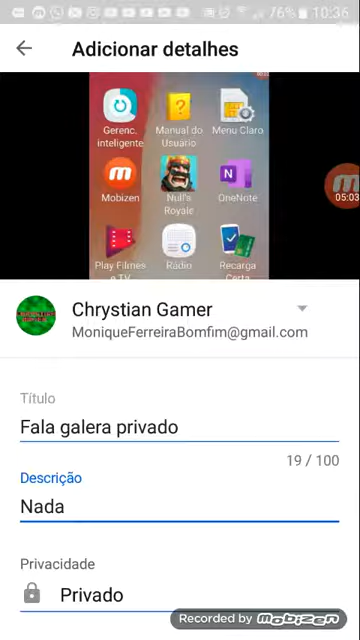 76% 10:36
Adicionar detalhes
Gerenc. inteligente
Manual do Usuário
Menu Claro
Mobizen
Null's Royale
OneNote
05:03
Play Filmes e TV
Rádio
Recarga Certa
Chrystian Gamer
MoniqueFerreiraBomfim@gmail.com
Título
Fala galera privado
19 / 100
Descrição
Nada
Privacidade
Privado
Recorded by mobizen